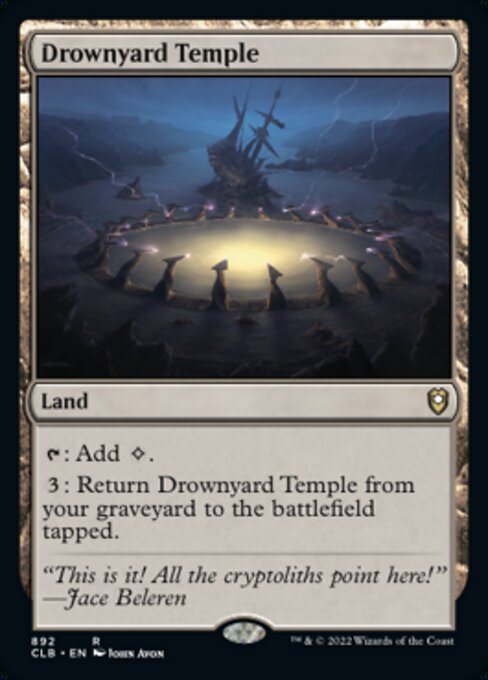 Drownyard Temple
Land
: Add .
3: Return Drownyard Temple from
your graveyard to the battlefield
tapped.
“This is it! All the cryptoliths point here!”
—Jace Beleren
892 R
CLB • EN John Avon
™ & © 2022 Wizards of the Coast